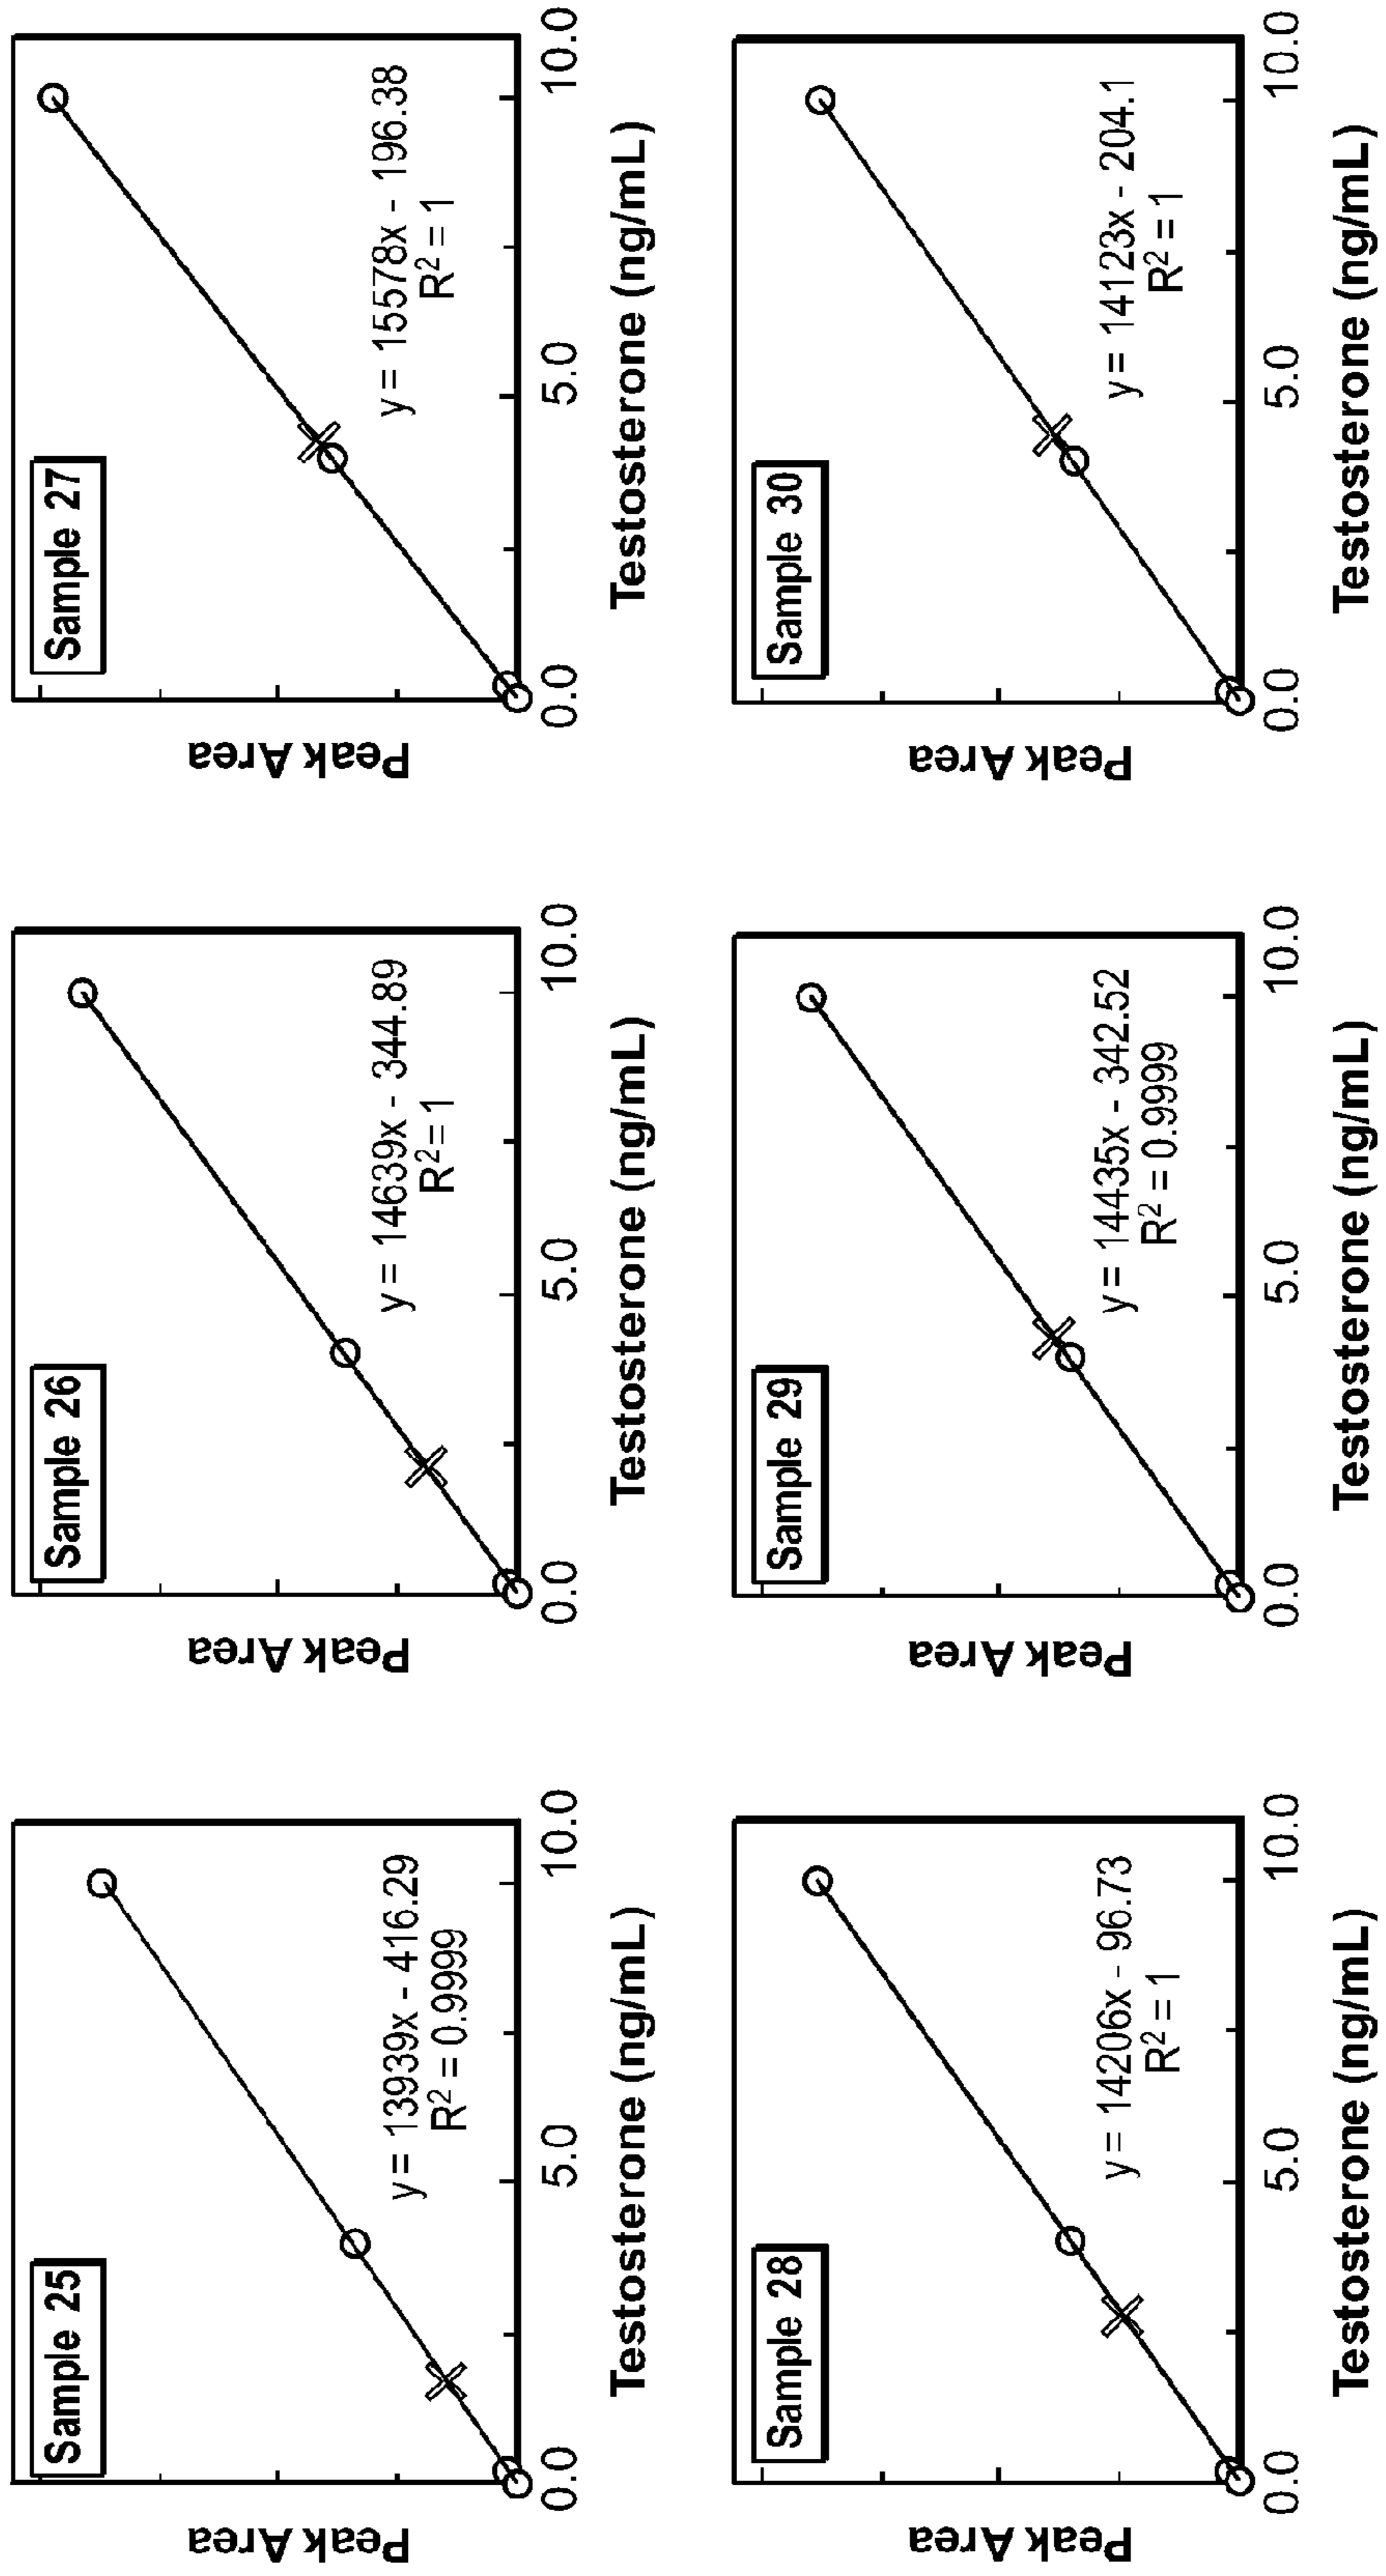 Sample 25
Peak Area
y = 13939x - 416.29
R² = 0.9999
0.0 5.0 10.0
Testosterone (ng/mL)
Sample 26
Peak Area
y = 14639x - 344.89
R² = 1
0.0 5.0 10.0
Testosterone (ng/mL)
Sample 27
Peak Area
y = 15578x - 196.38
R² = 1
0.0 5.0 10.0
Testosterone (ng/mL)
Sample 28
Peak Area
y = 14206x - 96.73
R² = 1
0.0 5.0 10.0
Testosterone (ng/mL)
Sample 29
Peak Area
y = 14435x - 342.52
R² = 0.9999
0.0 5.0 10.0
Testosterone (ng/mL)
Sample 30
Peak Area
y = 14123x - 204.1
R² = 1
0.0 5.0 10.0
Testosterone (ng/mL)